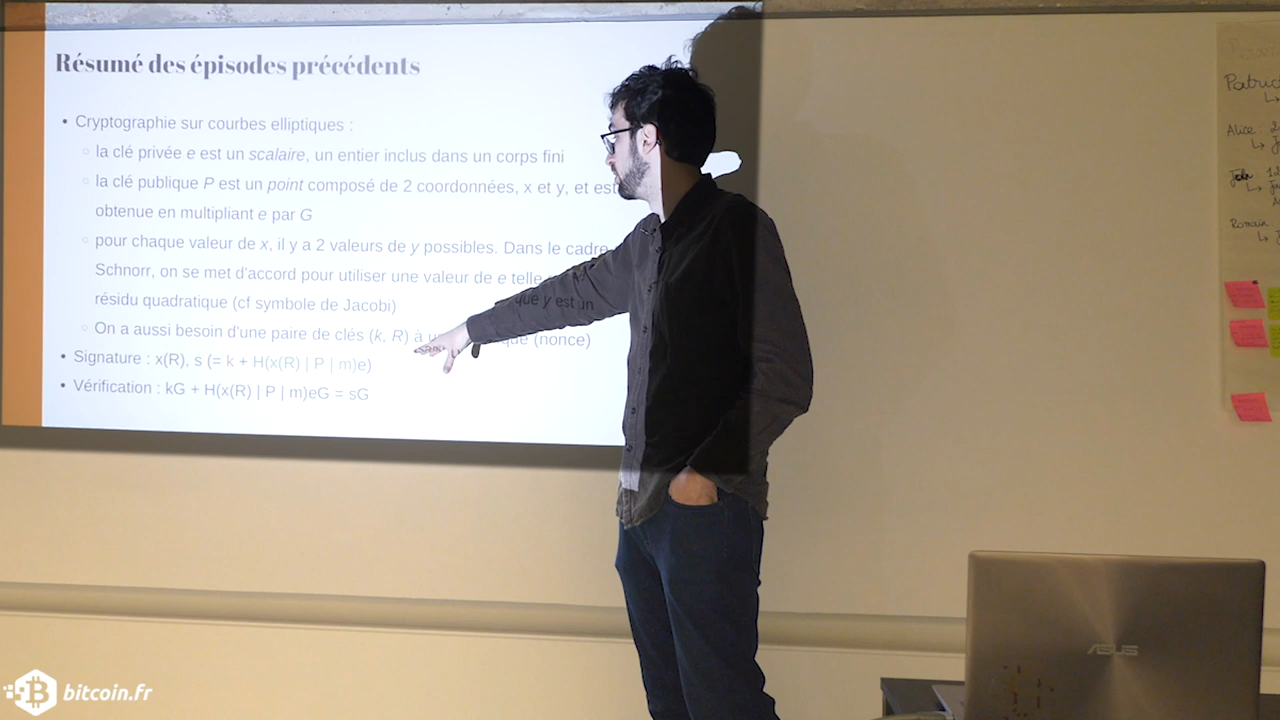 Résumé des épisodes précédents
• Cryptographie sur courbes elliptiques :
○ la clé privée e est un scalaire, un entier inclus dans un corps fini
○ la clé publique P est un point composé de 2 coordonnées, x et y, et est
obtenue en multipliant e par G
○ pour chaque valeur de x, il y a 2 valeurs de y possibles. Dans le cadre
Schnorr, on se met d'accord pour utiliser une valeur de e telle que y est un
résidu quadratique (cf symbole de Jacobi)
○ On a aussi besoin d'une paire de clés (k, R) à (nonce)
• Signature : x(R), s (= k + H(x(R) | P | m)e)
• Vérification : kG + H(x(R) | P | m)eG = sG
Patric
Alice :
John
Romain
ASUS
bitcoin.fr